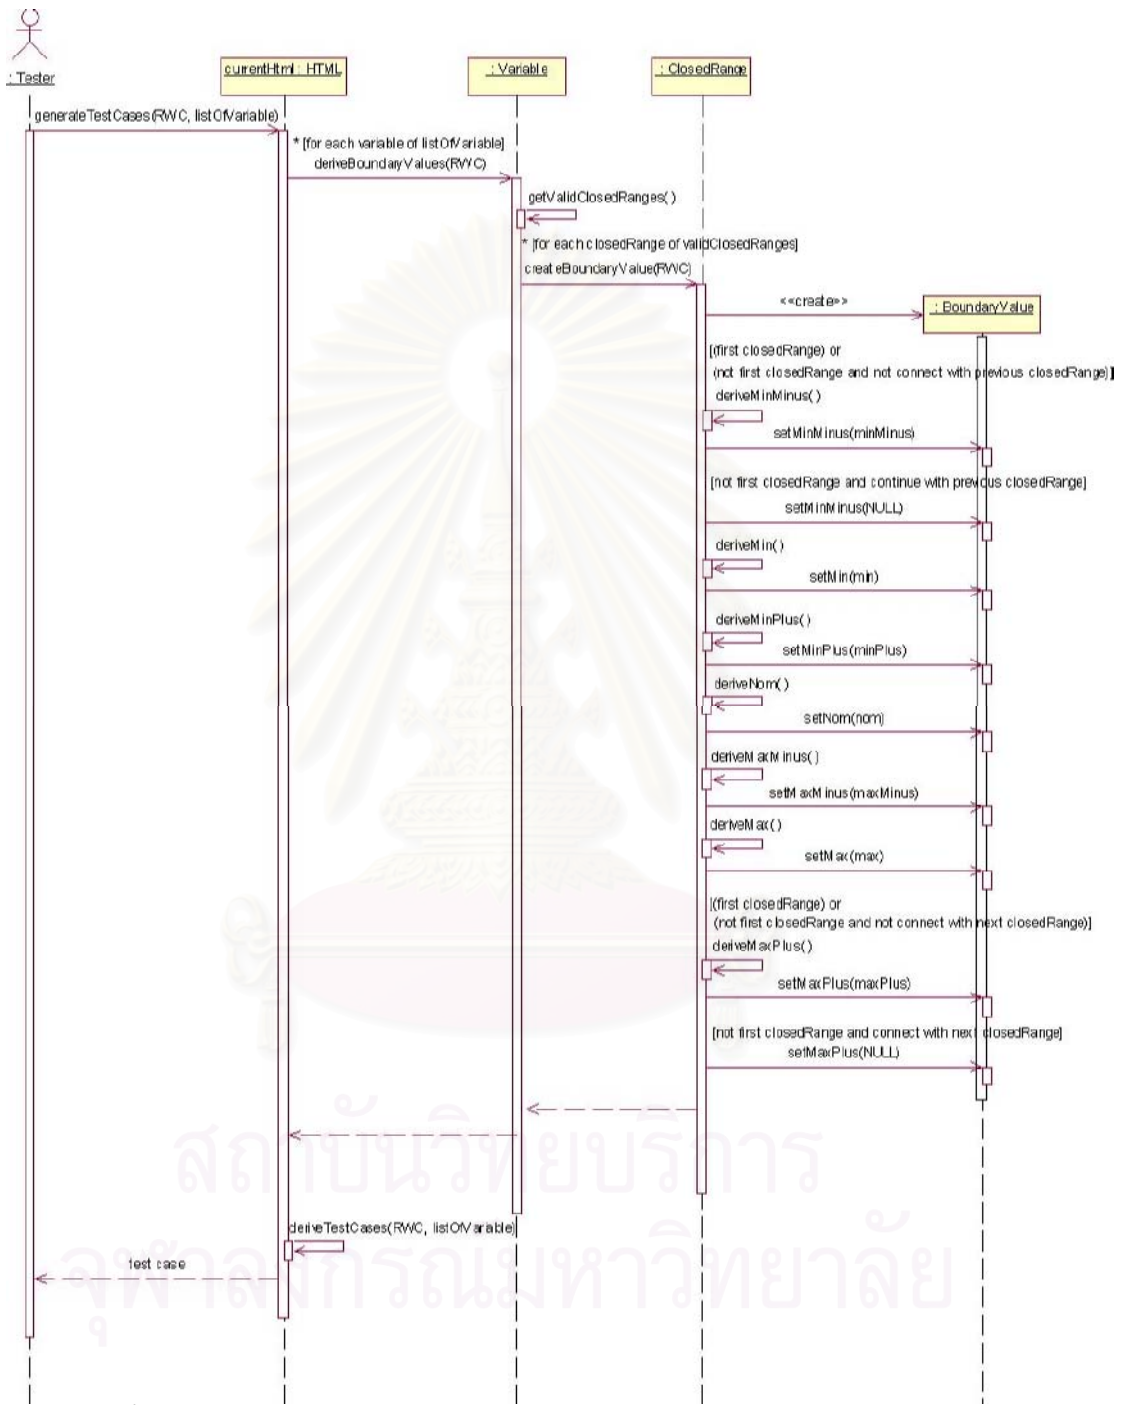 : Tester
currentHtml : HTML
: Variable
: ClosedRange
generateTestCases(RWC, listOfVariable)
* [for each variable of listOfVariable]
deriveBoundaryValues(RWC)
getValidClosedRanges()
* [for each closedRange of validClosedRanges]
createBoundaryValue(RWC)
<<create>>
: BoundaryValue
[(first closedRange) or
(not first closedRange and not connect with previous closedRange)]
deriveMinMinus()
setMinMinus(minMinus)
[not first closedRange and continue with previous closedRange]
setMinMinus(NULL)
deriveMin()
setMin(min)
deriveMinPlus()
setMinPlus(minPlus)
deriveNom()
setNom(nom)
deriveMaxMinus()
setMaxMinus(maxMinus)
deriveMax()
setMax(max)
[(first closedRange) or
(not first closedRange and not connect with next closedRange)]
deriveMaxPlus()
setMaxPlus(maxPlus)
[not first closedRange and connect with next closedRange]
setMaxPlus(NULL)
สถาบันวิทยบริการ
deriveTestCases(RWC, listOfVariable)
test case
จุฬาลงกรณ์มหาวิทยาลัย